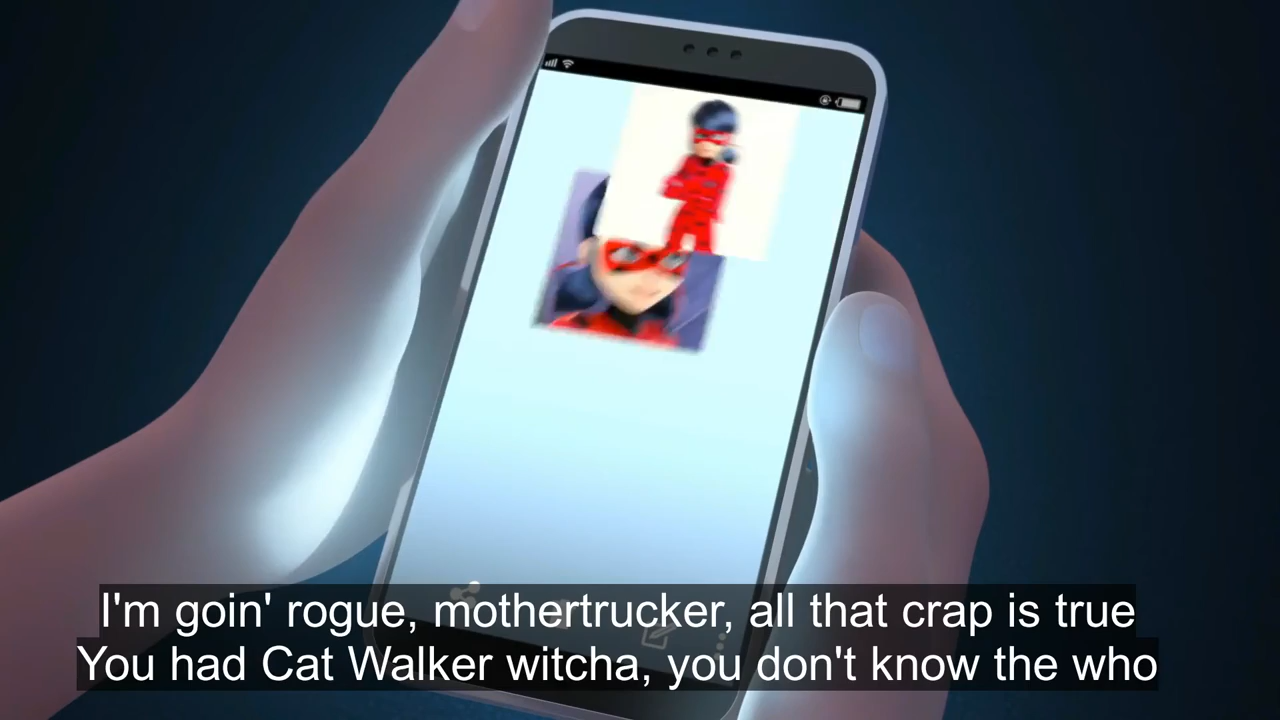 I'm goin' rogue, mothertrucker, all that crap is true
You had Cat Walker witcha, you don't know the who